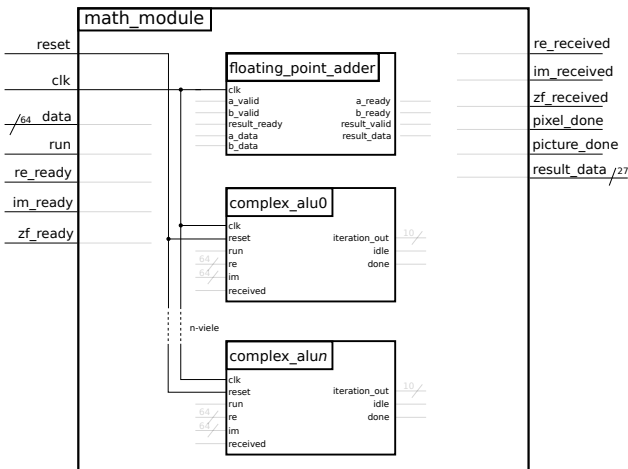 math_module
reset
clk
64 data
run
re_ready
im_ready
zf_ready
re_received
im_received
zf_received
pixel_done
picture_done
result_data 27
floating_point_adder
clk
a_valid a_ready
b_valid b_ready
result_ready result_valid
a_data result_data
b_data
complex_alu0
clk
reset iteration_out 10
run idle
64 re done
64 im
received
n-viele
complex_alun
clk
reset iteration_out 10
run idle
64 re done
64 im
received